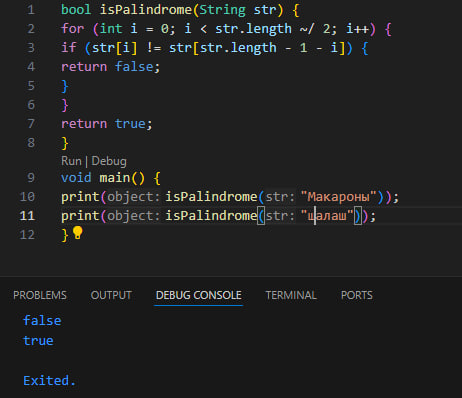 1 bool isPalindrome(String str) {
2 for (int i = 0; i < str.length ~/ 2; i++) {
3 if (str[i] != str[str.length - 1 - i]) {
4 return false;
5 }
6 }
7 return true;
8 }
Run | Debug
9 void main() {
10 print(object: isPalindrome(str: "Макароны"));
11 print(object: isPalindrome(str: "шалаш"));
12 }
PROBLEMS OUTPUT DEBUG CONSOLE TERMINAL PORTS
false
true
Exited.